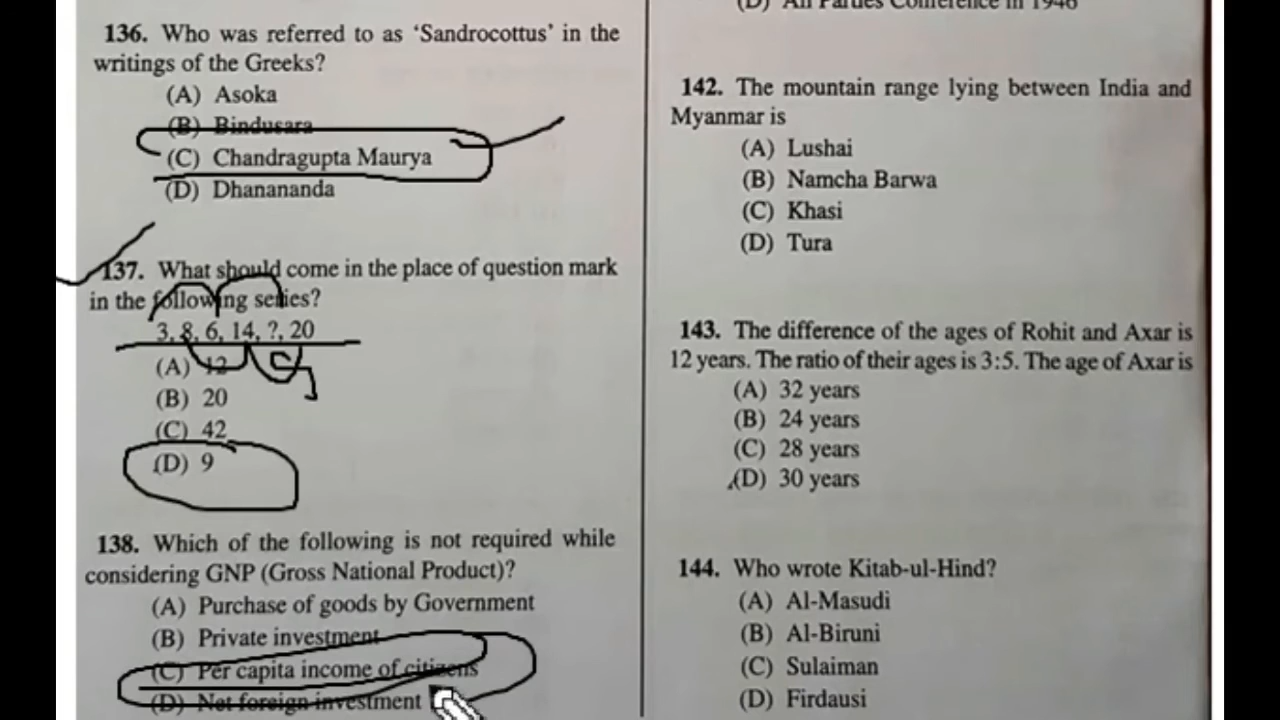 136. Who was referred to as 'Sandrocottus' in the
writings of the Greeks?
(A) Asoka
(B) Bindusara
(C) Chandragupta Maurya
(D) Dhanananda
137. What should come in the place of question mark
in the following series?
3, 8, 6, 14, ?, 20
(A) 12
(B) 20
(C) 42
(D) 9
138. Which of the following is not required while
considering GNP (Gross National Product)?
(A) Purchase of goods by Government
(B) Private investment
(C) Per capita income of citizens
(D) Net foreign investment
(D) All Parties Conference in 1946
142. The mountain range lying between India and
Myanmar is
(A) Lushai
(B) Namcha Barwa
(C) Khasi
(D) Tura
143. The difference of the ages of Rohit and Axar is
12 years. The ratio of their ages is 3:5. The age of Axar is
(A) 32 years
(B) 24 years
(C) 28 years
(D) 30 years
144. Who wrote Kitab-ul-Hind?
(A) Al-Masudi
(B) Al-Biruni
(C) Sulaiman
(D) Firdausi